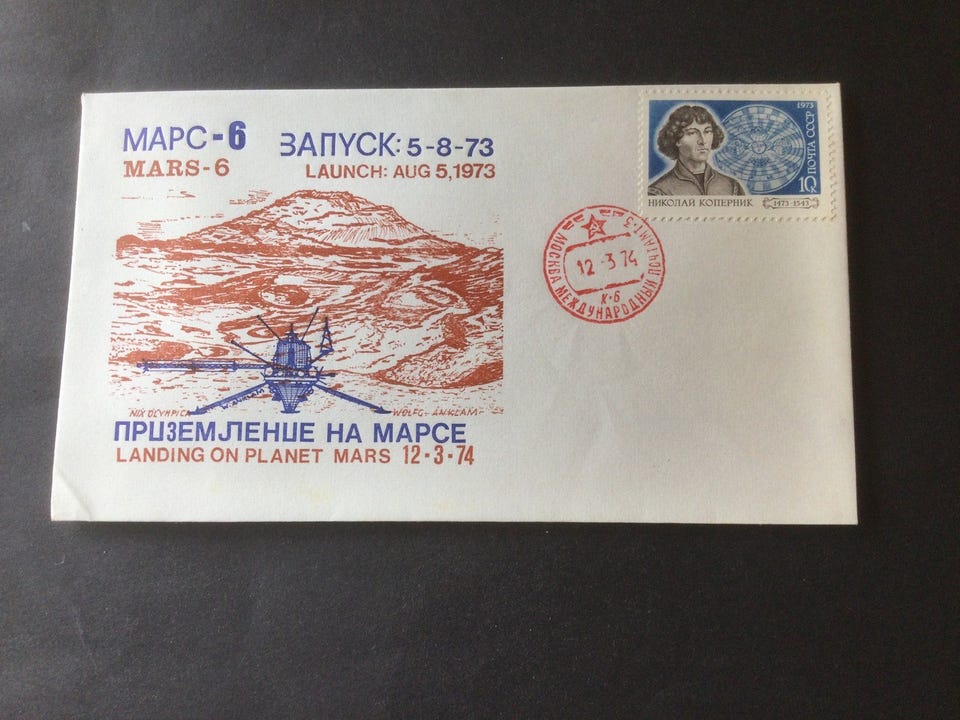 МАРС-6 ЗАПУСК: 5-8-73
MARS-6 LAUNCH: AUG 5, 1973
1973
ПОЧТА СССР
10
НИКОЛАЙ КОПЕРНИК 1473-1543
МОСКВА МЕЖДУНАРОДНЫЙ ПОЧТАМТ
12-3 74
К-6
NIX OLYMPICA WOLFG. ANKLAM
ПРИЗЕМЛЕНИЕ НА МАРСЕ
LANDING ON PLANET MARS 12·3·74